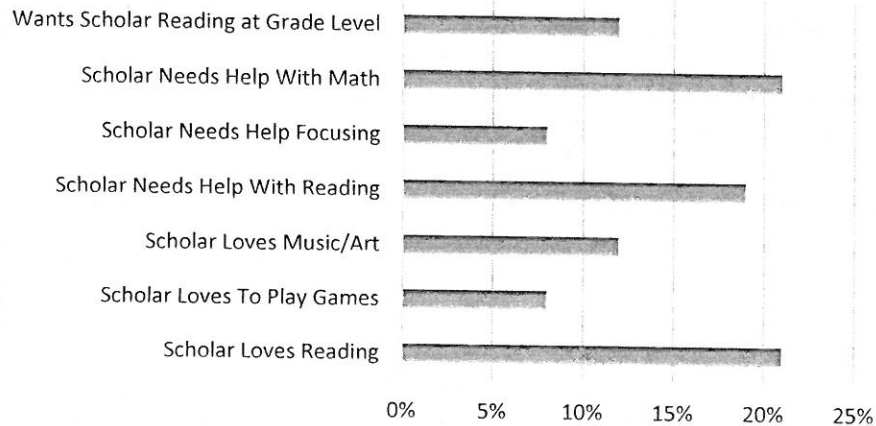 Wants Scholar Reading at Grade Level
Scholar Needs Help With Math
Scholar Needs Help Focusing
Scholar Needs Help With Reading
Scholar Loves Music/Art
Scholar Loves To Play Games
Scholar Loves Reading
0% 5% 10% 15% 20% 25%